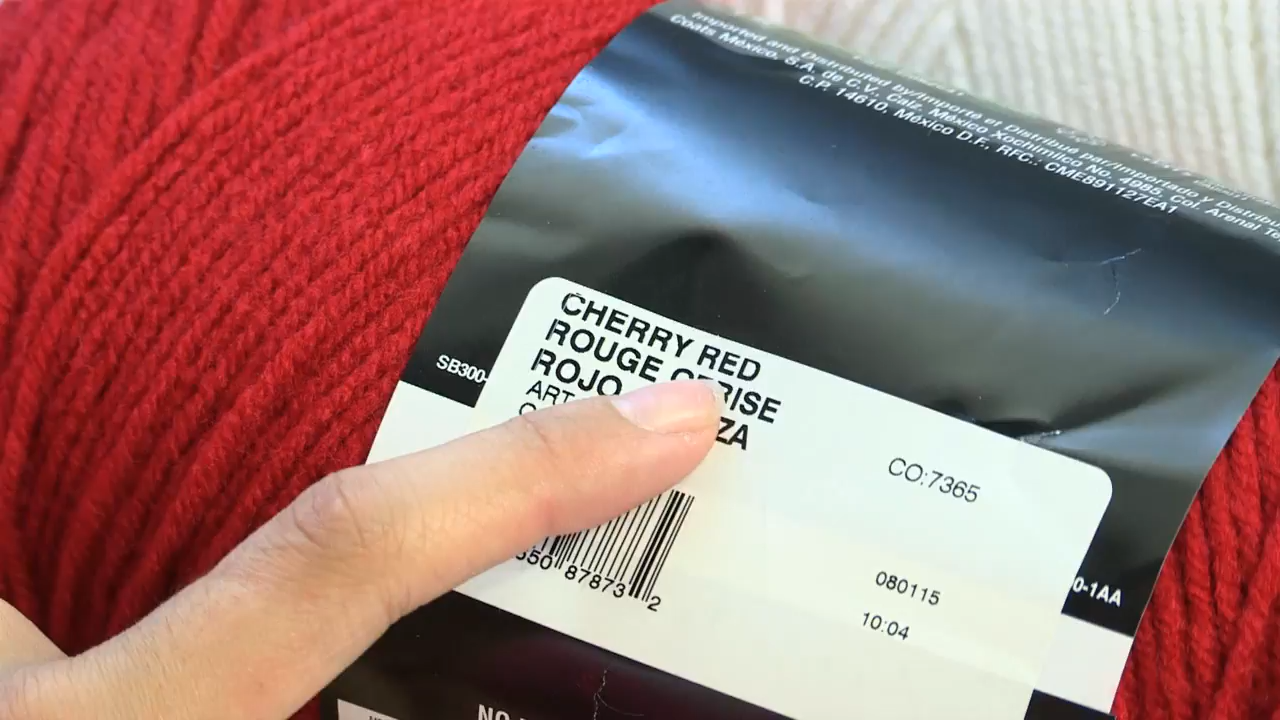 Imported and Distributed by/Importé et Distribué par/Importado y Distribuido
Coats México, S.A. de C.V., Calz. México Xochimilco No. 4985, Col. Arenal
C.P. 14610, México D.F. RFC.: CME891127EA1
CHERRY RED
ROUGE CERISE
ROJO ZA
ART
SB300-
CO:7365
87873 2
080115
10:04
0-1AA